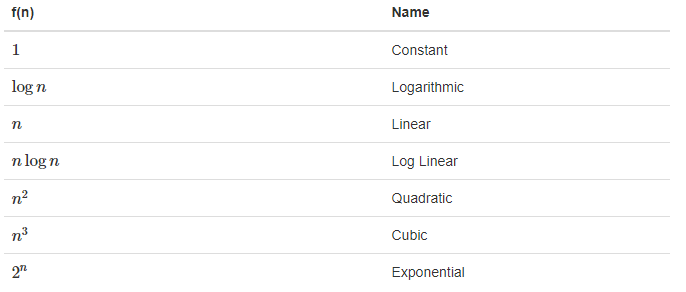 f(n) Name
1 Constant
log n Logarithmic
n Linear
n log n Log Linear
n² Quadratic
n³ Cubic
2ⁿ Exponential